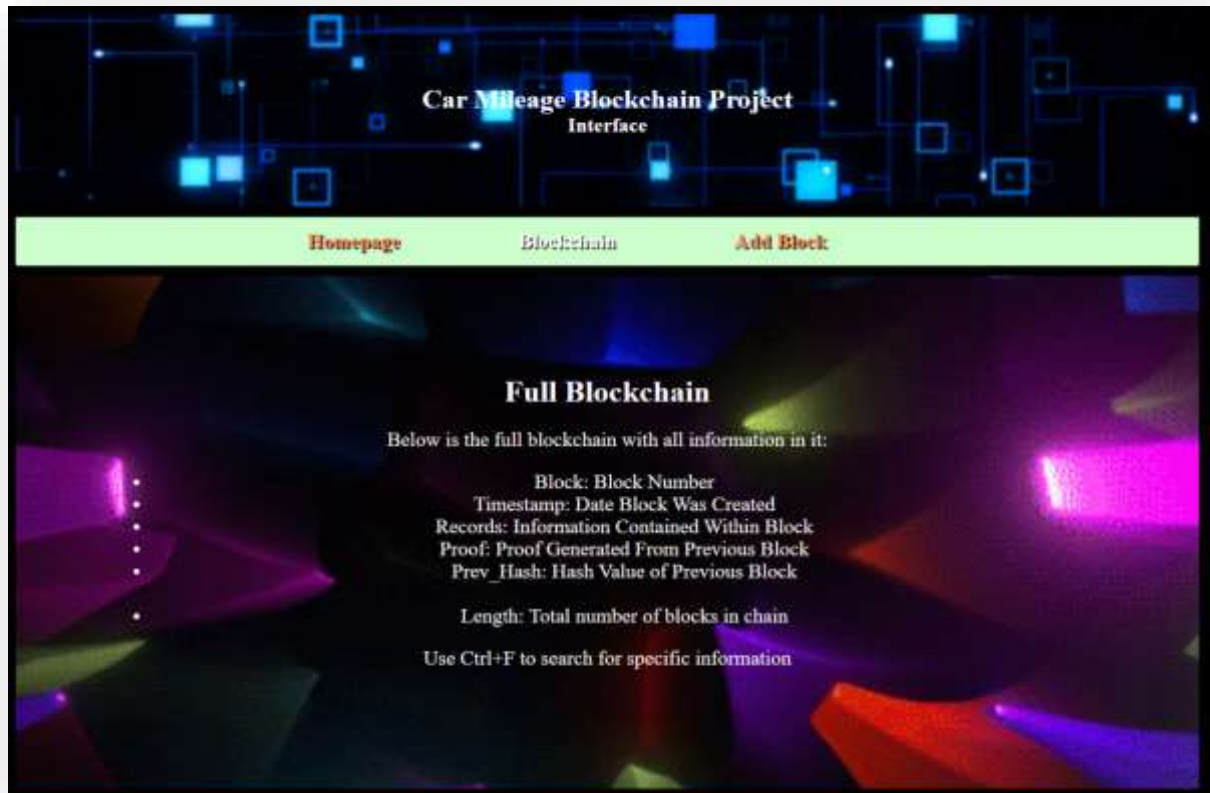 Car Mileage Blockchain Project
Interface
Homepage Blockchain Add Block
Full Blockchain
Below is the full blockchain with all information in it:
• Block: Block Number
• Timestamp: Date Block Was Created
• Records: Information Contained Within Block
• Proof: Proof Generated From Previous Block
• Prev_Hash: Hash Value of Previous Block
• Length: Total number of blocks in chain
Use Ctrl+F to search for specific information